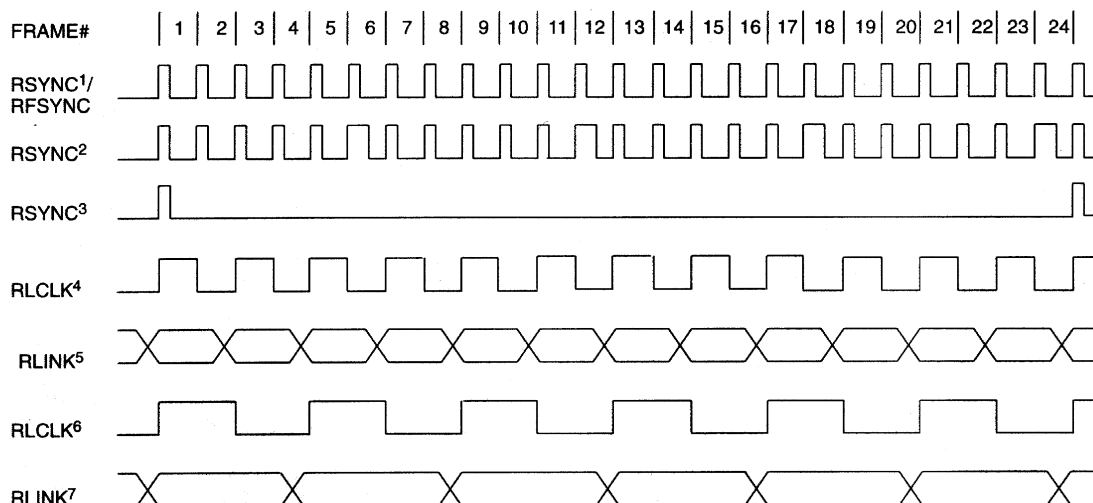 FRAME# 1 2 3 4 5 6 7 8 9 10 11 12 13 14 15 16 17 18 19 20 21 22 23 24
RSYNC¹/
RFSYNC
RSYNC²
RSYNC³
RLCLK⁴
RLINK⁵
RLCLK⁶
RLINK⁷